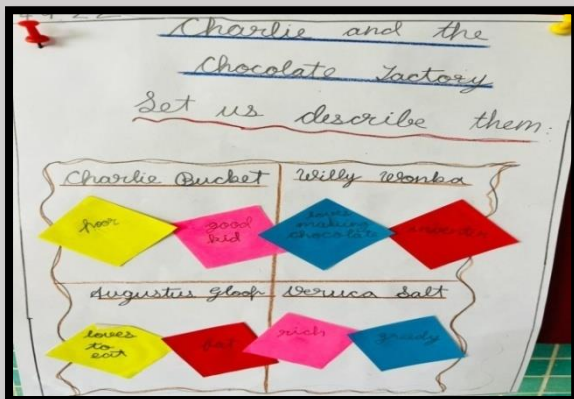 Charlie and the
Chocolate Factory
Let us describe them:
Charlie Bucket
Willy Wonka
poor
good
kid
loves
making
chocolate
inventor
Augustus Gloop
Veruca Salt
loves
to
eat
fat
rich
greedy